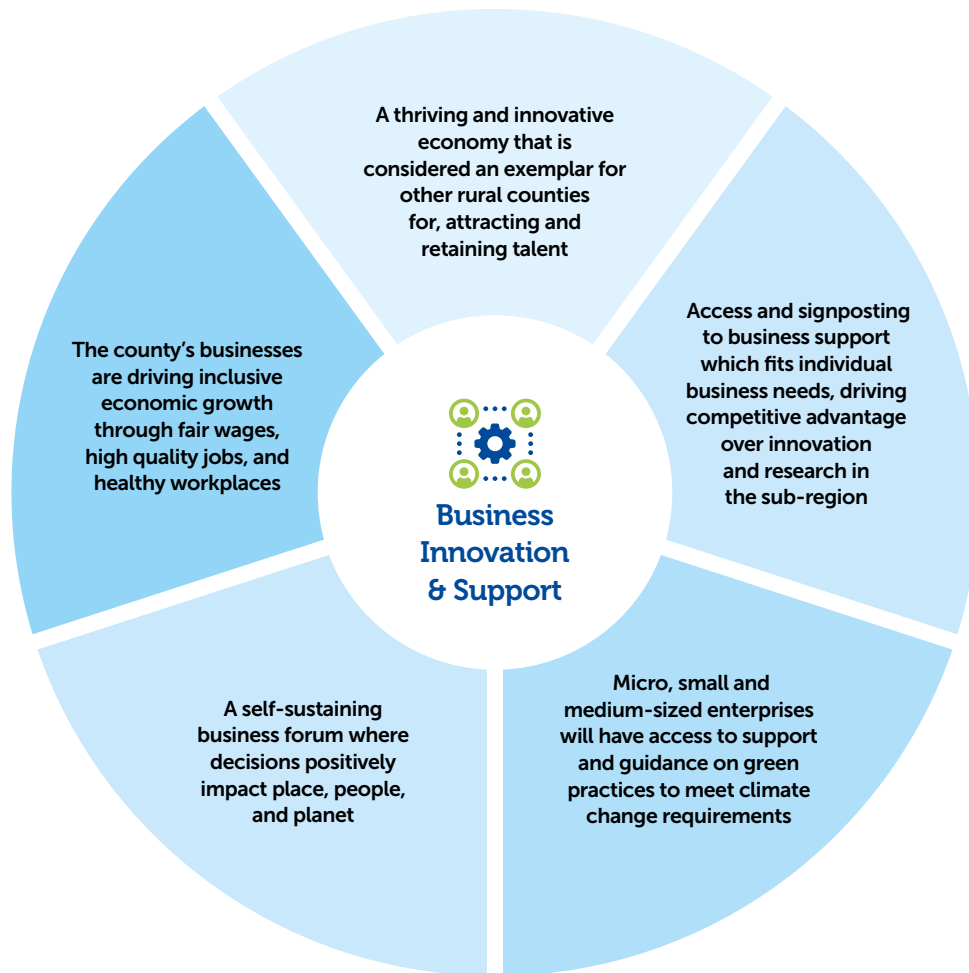 A thriving and innovative
economy that is
considered an exemplar for
other rural counties
for, attracting and
retaining talent
Access and signposting
to business support
which fits individual
business needs, driving
competitive advantage
over innovation
and research in
the sub-region
Micro, small and
medium-sized enterprises
will have access to support
and guidance on green
practices to meet climate
change requirements
A self-sustaining
business forum where
decisions positively
impact place, people,
and planet
The county’s businesses
are driving inclusive
economic growth
through fair wages,
high quality jobs, and
healthy workplaces
Business
Innovation
& Support